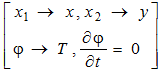 x₁ → x, x₂ → y
φ → T, ∂φ/∂t = 0